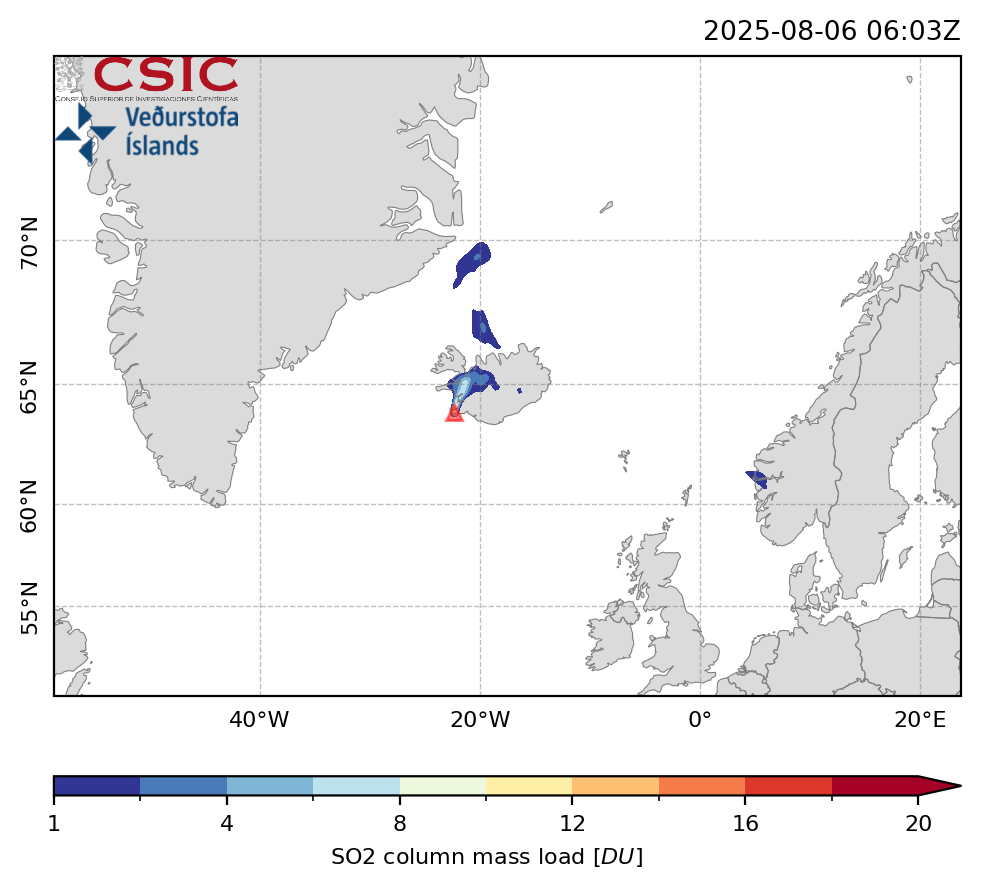 2025-08-06 06:03Z
CSIC
CONSEJO SUPERIOR DE INVESTIGACIONES CIENTÍFICAS
Veðurstofa
Íslands
70°N
65°N
60°N
55°N
40°W 20°W 0° 20°E
1 4 8 12 16 20
SO2 column mass load [DU]